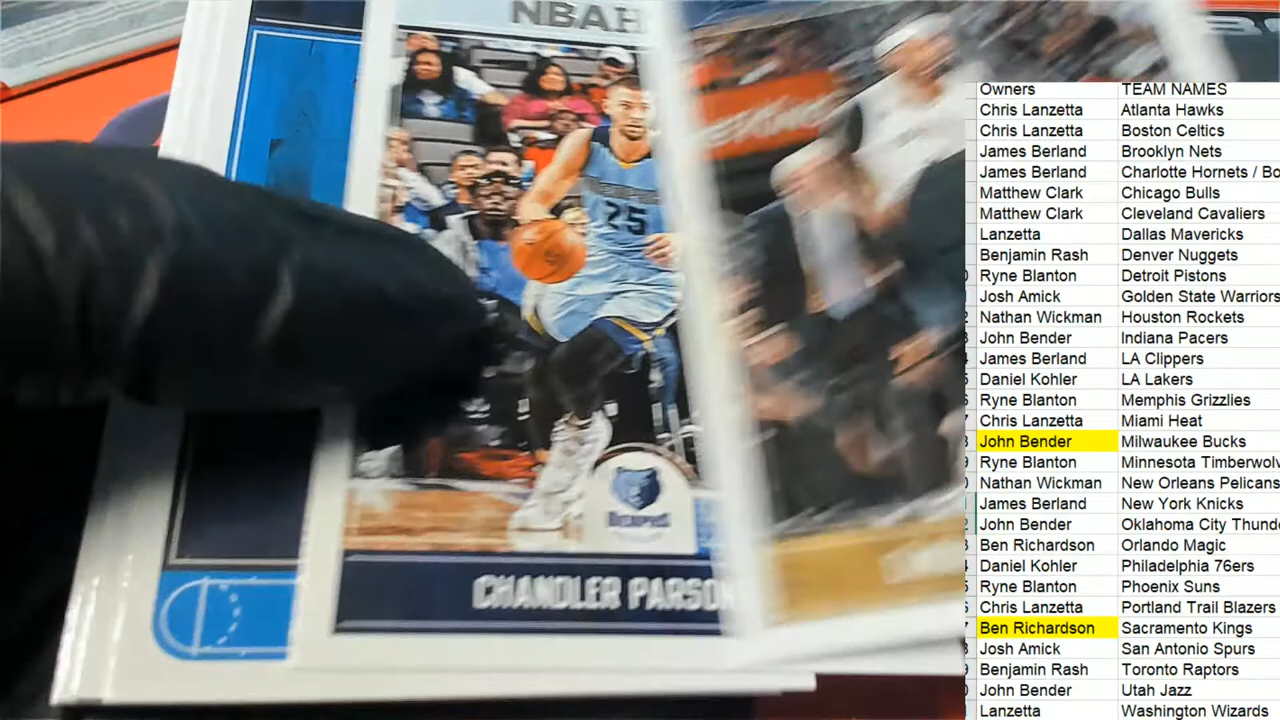 NBAH
25
MEMPHIS
CHANDLER PARSON
Owners TEAM NAMES
Chris Lanzetta Atlanta Hawks
Chris Lanzetta Boston Celtics
James Berland Brooklyn Nets
James Berland Charlotte Hornets / Bo
Matthew Clark Chicago Bulls
Matthew Clark Cleveland Cavaliers
Lanzetta Dallas Mavericks
Benjamin Rash Denver Nuggets
Ryne Blanton Detroit Pistons
Josh Amick Golden State Warriors
Nathan Wickman Houston Rockets
John Bender Indiana Pacers
James Berland LA Clippers
Daniel Kohler LA Lakers
Ryne Blanton Memphis Grizzlies
Chris Lanzetta Miami Heat
John Bender Milwaukee Bucks
Ryne Blanton Minnesota Timberwolv
Nathan Wickman New Orleans Pelicans
James Berland New York Knicks
John Bender Oklahoma City Thunde
Ben Richardson Orlando Magic
Daniel Kohler Philadelphia 76ers
Ryne Blanton Phoenix Suns
Chris Lanzetta Portland Trail Blazers
Ben Richardson Sacramento Kings
Josh Amick San Antonio Spurs
Benjamin Rash Toronto Raptors
John Bender Utah Jazz
Lanzetta Washington Wizards